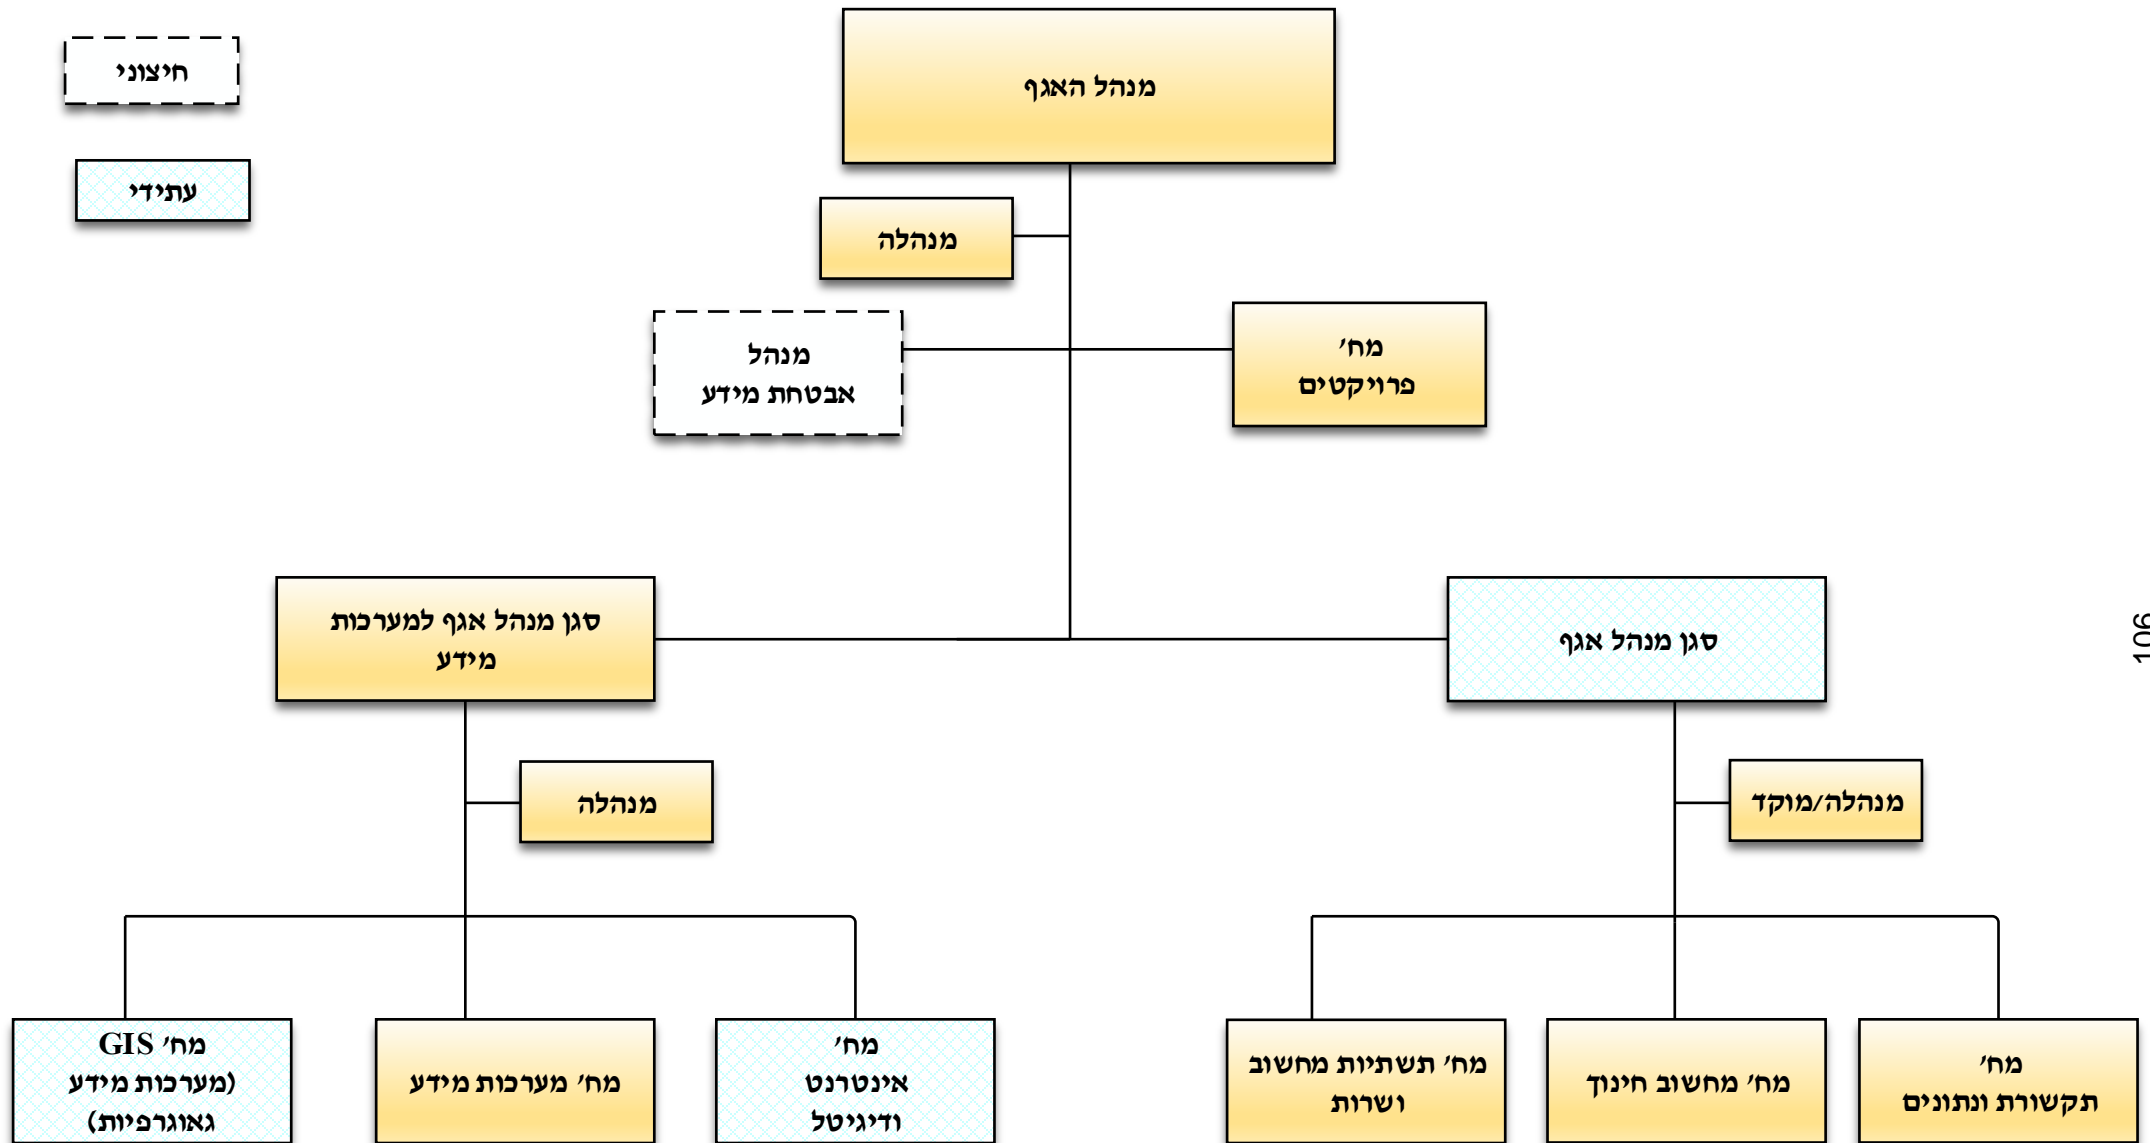 חיצוני
עתידי
מנהל האגף
מנהלה
מנהל
אבטחת מידע
מח'
פרויקטים
סגן מנהל אגף
סגן מנהל אגף למערכות
מידע
מנהלה/מוקד
מנהלה
מח'
תקשורת ונתונים
מח' מחשוב חינוך
מח' תשתיות מחשוב
ושרות
מח'
אינטרנט
ודיגיטל
מח' מערכות מידע
מח' GIS
(מערכות מידע
גאוגרפיות)
106